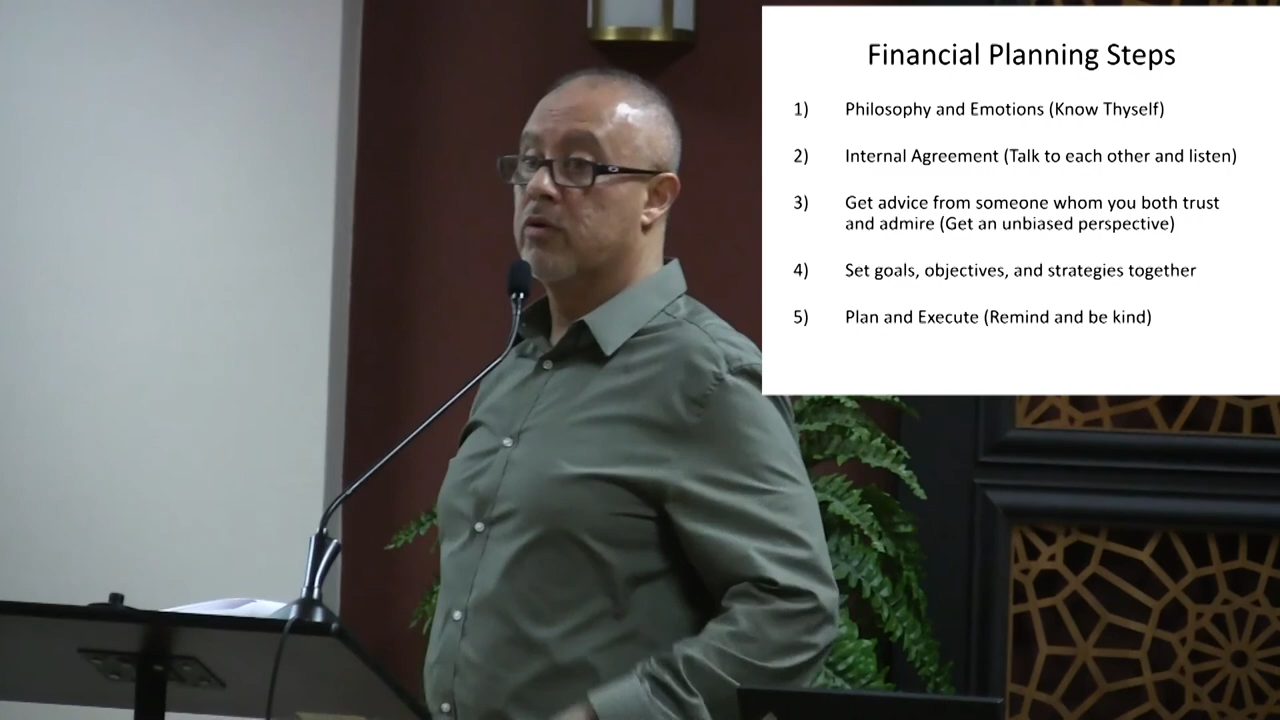 Financial Planning Steps
1) Philosophy and Emotions (Know Thyself)
2) Internal Agreement (Talk to each other and listen)
3) Get advice from someone whom you both trust
and admire (Get an unbiased perspective)
4) Set goals, objectives, and strategies together
5) Plan and Execute (Remind and be kind)